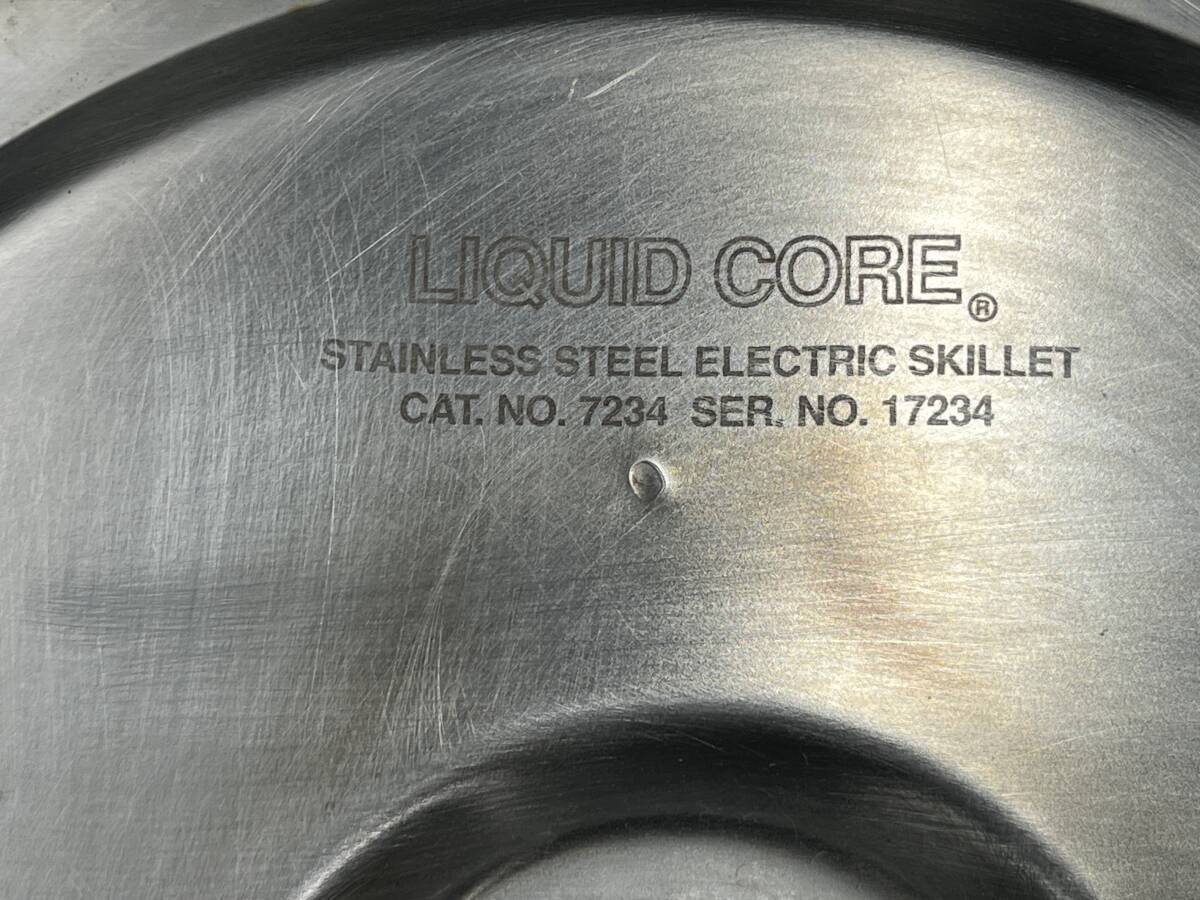 LIQUID CORE®
STAINLESS STEEL ELECTRIC SKILLET
CAT. NO. 7234 SER. NO. 17234